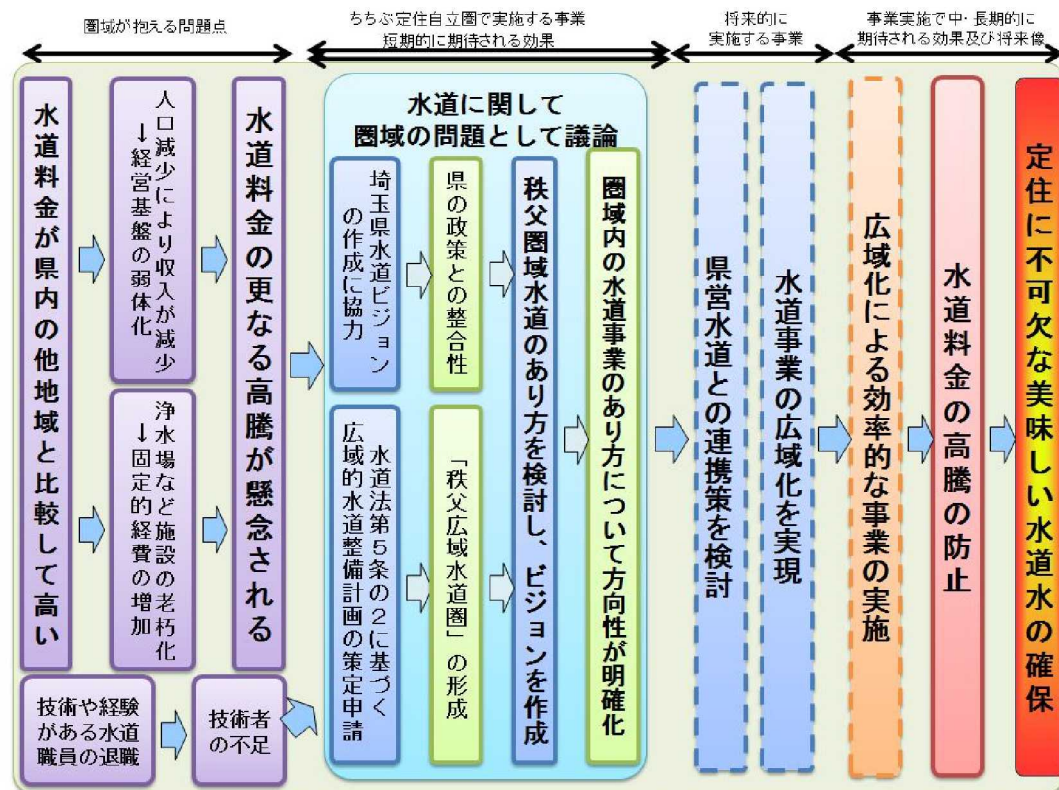 圏域が抱える問題点
ちちぶ定住自立圏で実施する事業
短期的に期待される効果
将来的に
実施する事業
事業実施で中・長期的に
期待される効果及び将来像
水道料金が県内の他地域と比較して高い
人口減少により収入が減少
→経営基盤の弱体化
浄水場など施設の老朽化
→固定的経費の増加
水道料金の更なる高騰が懸念される
技術や経験
がある水道
職員の退職
技術者
の不足
水道に関して
圏域の問題として議論
埼玉県水道ビジョン
の作成に協力
県の政策との整合性
水道法第5条の2に基づく
広域的水道整備計画の策定申請
「秩父広域水道圏」の形成
秩父圏域水道のあり方を検討し、ビジョンを作成
圏域内の水道事業のあり方について方向性が明確化
県営水道との連携策を検討
水道事業の広域化を実現
広域化による効率的な事業の実施
水道料金の高騰の防止
定住に不可欠な美味しい水道水の確保